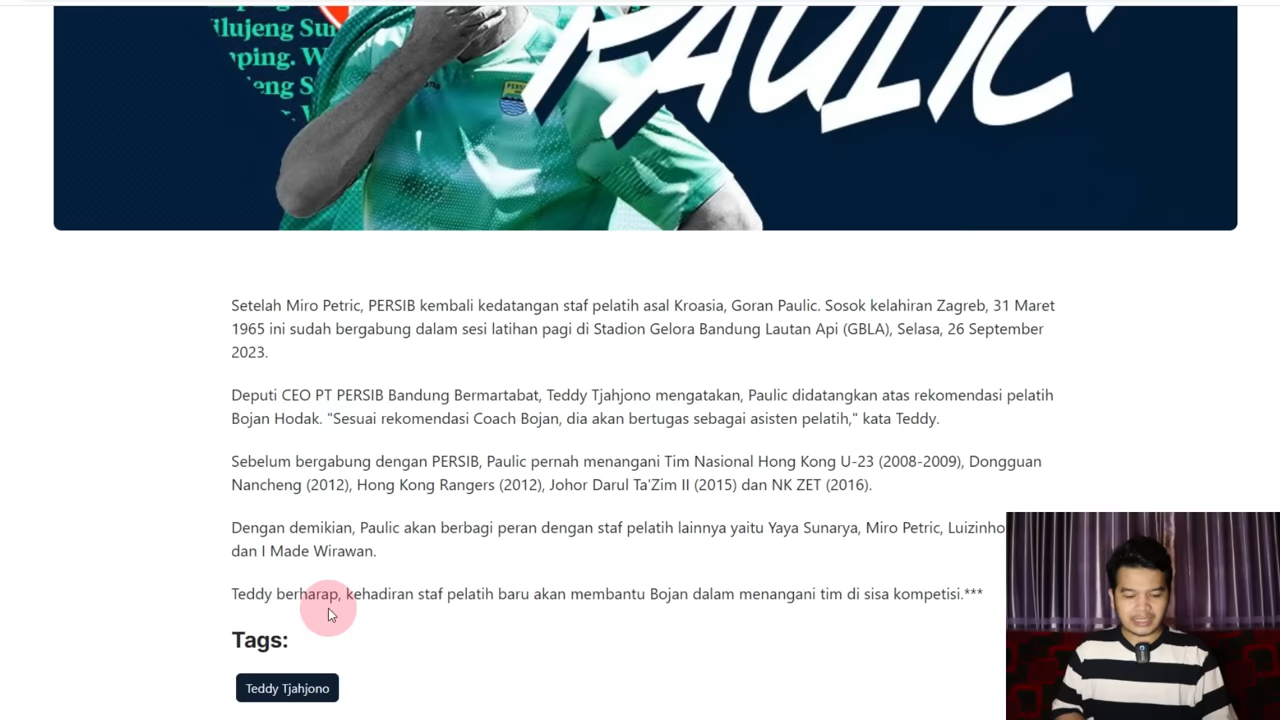 PAULIC
Setelah Miro Petric, PERSIB kembali kedatangan staf pelatih asal Kroasia, Goran Paulic. Sosok kelahiran Zagreb, 31 Maret
1965 ini sudah bergabung dalam sesi latihan pagi di Stadion Gelora Bandung Lautan Api (GBLA), Selasa, 26 September
2023.
Deputi CEO PT PERSIB Bandung Bermartabat, Teddy Tjahjono mengatakan, Paulic didatangkan atas rekomendasi pelatih
Bojan Hodak. "Sesuai rekomendasi Coach Bojan, dia akan bertugas sebagai asisten pelatih," kata Teddy.
Sebelum bergabung dengan PERSIB, Paulic pernah menangani Tim Nasional Hong Kong U-23 (2008-2009), Dongguan
Nancheng (2012), Hong Kong Rangers (2012), Johor Darul Ta'Zim II (2015) dan NK ZET (2016).
Dengan demikian, Paulic akan berbagi peran dengan staf pelatih lainnya yaitu Yaya Sunarya, Miro Petric, Luizinho
dan I Made Wirawan.
Teddy berharap, kehadiran staf pelatih baru akan membantu Bojan dalam menangani tim di sisa kompetisi.***
Tags:
Teddy Tjahjono